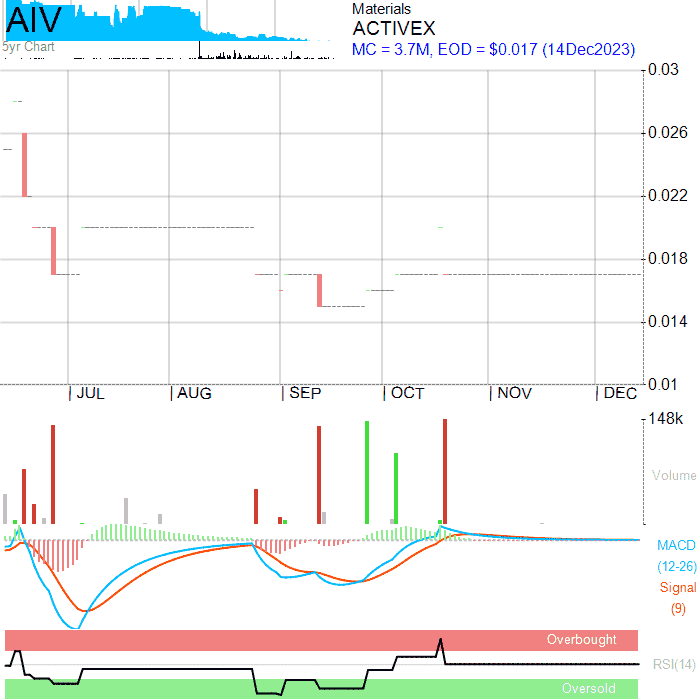 AIV
5yr Chart
Materials
ACTIVEX
MC = 3.7M, EOD = $0.017 (14Dec2023)
0.03
0.026
0.022
0.018
0.014
0.01
JUL AUG SEP OCT NOV DEC
148k
Volume
MACD
(12-26)
Signal
(9)
Overbought
RSI(14)
Oversold